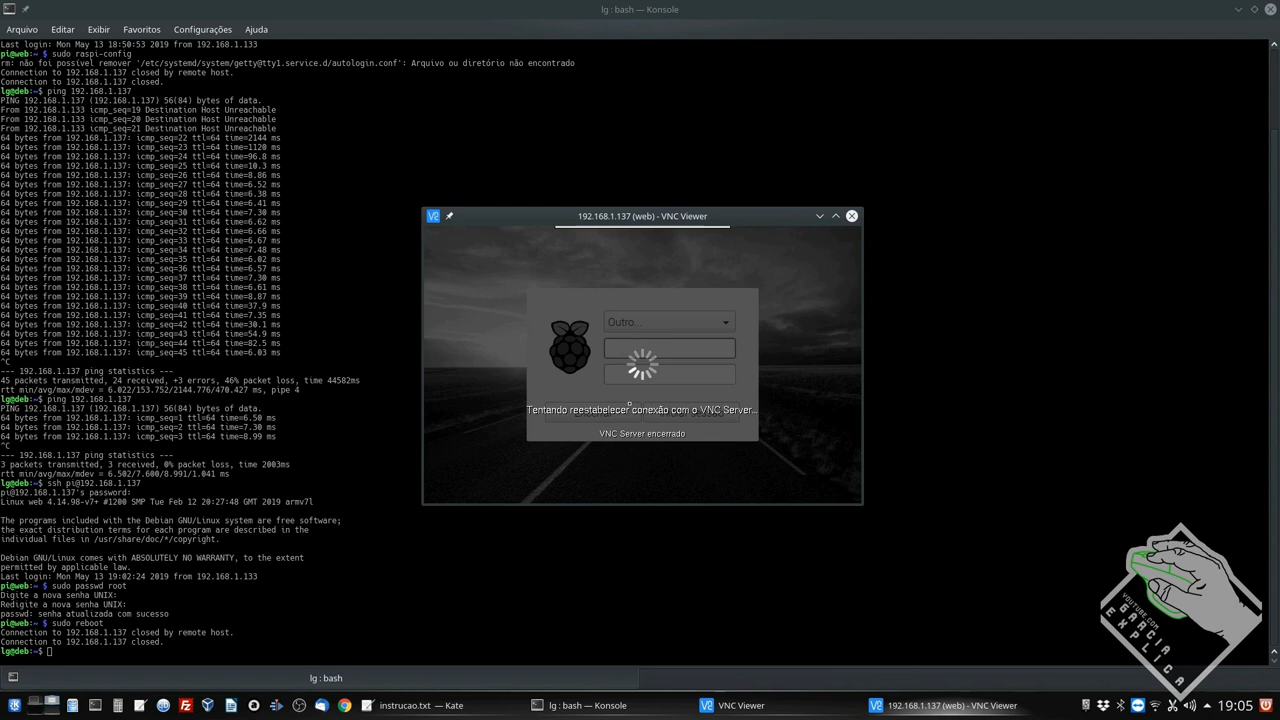 lg : bash — Konsole
Arquivo Editar Exibir Favoritos Configurações Ajuda
Last login: Mon May 13 18:50:53 2019 from 192.168.1.133
pi@web:~ $ sudo raspi-config
rm: não foi possível remover '/etc/systemd/system/getty@tty1.service.d/autologin.conf': Arquivo ou diretório não encontrado
Connection to 192.168.1.137 closed by remote host.
Connection to 192.168.1.137 closed.
lg@deb:~$ ping 192.168.1.137
PING 192.168.1.137 (192.168.1.137) 56(84) bytes of data.
From 192.168.1.133 icmp_seq=19 Destination Host Unreachable
From 192.168.1.133 icmp_seq=20 Destination Host Unreachable
From 192.168.1.133 icmp_seq=21 Destination Host Unreachable
64 bytes from 192.168.1.137: icmp_seq=22 ttl=64 time=2144 ms
64 bytes from 192.168.1.137: icmp_seq=23 ttl=64 time=1120 ms
64 bytes from 192.168.1.137: icmp_seq=24 ttl=64 time=96.8 ms
64 bytes from 192.168.1.137: icmp_seq=25 ttl=64 time=10.3 ms
64 bytes from 192.168.1.137: icmp_seq=26 ttl=64 time=8.86 ms
64 bytes from 192.168.1.137: icmp_seq=27 ttl=64 time=6.52 ms
64 bytes from 192.168.1.137: icmp_seq=28 ttl=64 time=6.38 ms
64 bytes from 192.168.1.137: icmp_seq=29 ttl=64 time=6.41 ms
64 bytes from 192.168.1.137: icmp_seq=30 ttl=64 time=7.30 ms
64 bytes from 192.168.1.137: icmp_seq=31 ttl=64 time=6.62 ms
64 bytes from 192.168.1.137: icmp_seq=32 ttl=64 time=6.66 ms
64 bytes from 192.168.1.137: icmp_seq=33 ttl=64 time=6.67 ms
64 bytes from 192.168.1.137: icmp_seq=34 ttl=64 time=7.48 ms
64 bytes from 192.168.1.137: icmp_seq=35 ttl=64 time=6.02 ms
64 bytes from 192.168.1.137: icmp_seq=36 ttl=64 time=6.57 ms
64 bytes from 192.168.1.137: icmp_seq=37 ttl=64 time=7.30 ms
64 bytes from 192.168.1.137: icmp_seq=38 ttl=64 time=6.61 ms
64 bytes from 192.168.1.137: icmp_seq=39 ttl=64 time=8.87 ms
64 bytes from 192.168.1.137: icmp_seq=40 ttl=64 time=37.9 ms
64 bytes from 192.168.1.137: icmp_seq=41 ttl=64 time=7.35 ms
64 bytes from 192.168.1.137: icmp_seq=42 ttl=64 time=30.1 ms
64 bytes from 192.168.1.137: icmp_seq=43 ttl=64 time=54.9 ms
64 bytes from 192.168.1.137: icmp_seq=44 ttl=64 time=82.5 ms
64 bytes from 192.168.1.137: icmp_seq=45 ttl=64 time=6.03 ms
^C
--- 192.168.1.137 ping statistics ---
45 packets transmitted, 24 received, +3 errors, 46% packet loss, time 44582ms
rtt min/avg/max/mdev = 6.022/153.752/2144.776/470.427 ms, pipe 4
lg@deb:~$ ping 192.168.1.137
PING 192.168.1.137 (192.168.1.137) 56(84) bytes of data.
64 bytes from 192.168.1.137: icmp_seq=1 ttl=64 time=6.50 ms
64 bytes from 192.168.1.137: icmp_seq=2 ttl=64 time=7.30 ms
64 bytes from 192.168.1.137: icmp_seq=3 ttl=64 time=8.99 ms
^C
--- 192.168.1.137 ping statistics ---
3 packets transmitted, 3 received, 0% packet loss, time 2003ms
rtt min/avg/max/mdev = 6.502/7.600/8.991/1.041 ms
lg@deb:~$ ssh pi@192.168.1.137
pi@192.168.1.137's password:
Linux web 4.14.98-v7+ #1200 SMP Tue Feb 12 20:27:48 GMT 2019 armv7l
The programs included with the Debian GNU/Linux system are free software;
the exact distribution terms for each program are described in the
individual files in /usr/share/doc/*/copyright.
Debian GNU/Linux comes with ABSOLUTELY NO WARRANTY, to the extent
permitted by applicable law.
Last login: Mon May 13 19:02:24 2019 from 192.168.1.133
pi@web:~ $ sudo passwd root
Digite a nova senha UNIX:
Redigite a nova senha UNIX:
passwd: senha atualizada com sucesso
pi@web:~ $ sudo reboot
Connection to 192.168.1.137 closed by remote host.
Connection to 192.168.1.137 closed.
lg@deb:~$
192.168.1.137 (web) - VNC Viewer
Outro...
Tentando reestabelecer conexão com o VNC Server...
VNC Server encerrado
YOUTUBE.COM
GARCIA
EXPLICA
lg : bash
instrucao.txt — Kate
lg : bash — Konsole
VNC Viewer
192.168.1.137 (web) - VNC Viewer
19:05